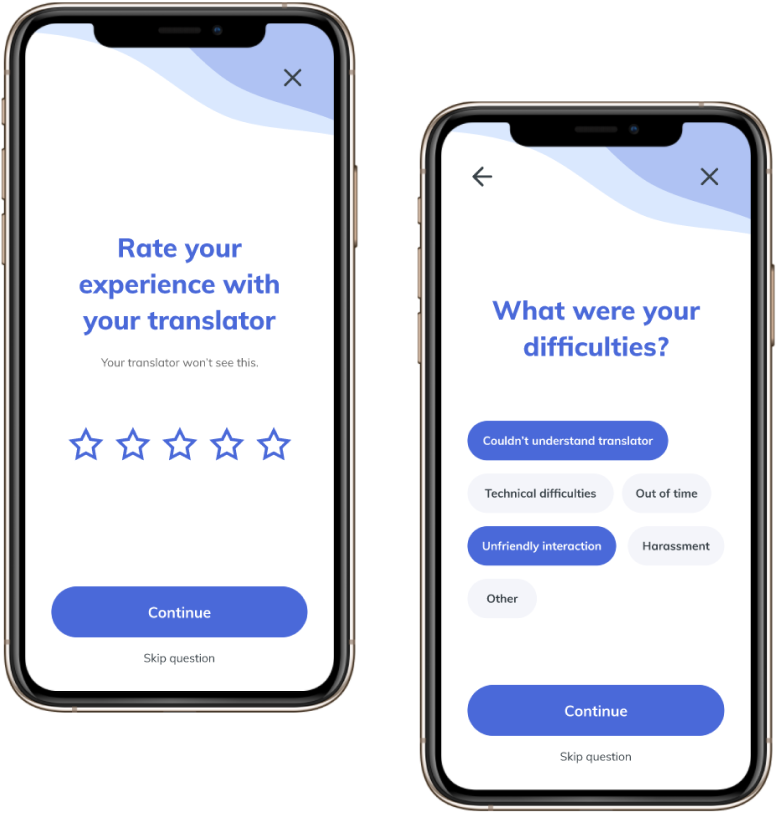 Rate your
experience with
your translator
Your translator won't see this.
Continue
Skip question
What were your
difficulties?
Couldn't understand translator
Technical difficulties
Out of time
Unfriendly interaction
Harassment
Other
Continue
Skip question